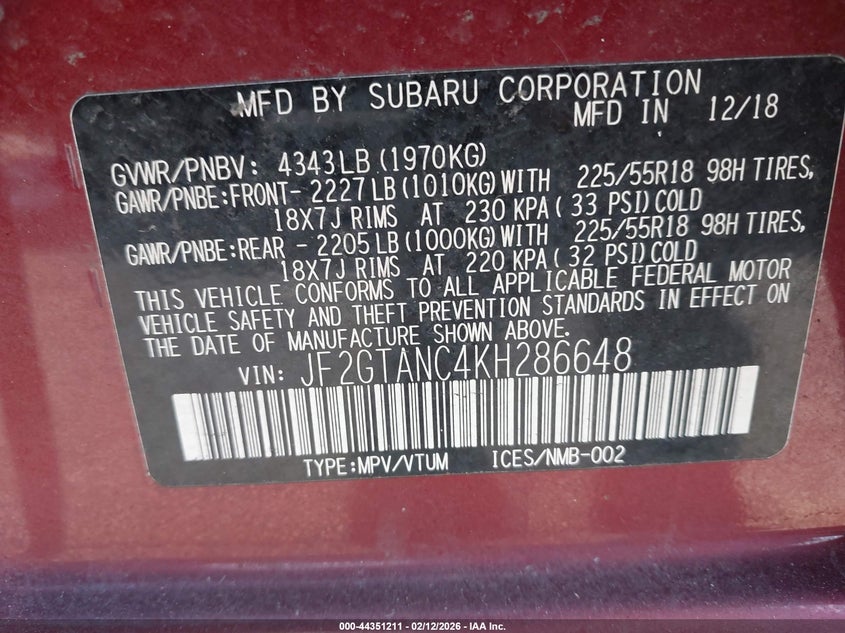 MFD BY SUBARU CORPORATION
MFD IN 12/18
GVWR/PNBV: 4343LB (1970KG)
GAWR/PNBE:FRONT- 2227LB(1010KG)WITH 225/55R18 98H TIRES,
18X7J RIMS AT 230 KPA( 33 PSI)COLD
GAWR/PNBE:REAR - 2205LB(1000KG)WITH 225/55R18 98H TIRES,
18X7J RIMS AT 220 KPA( 32 PSI)COLD
THIS VEHICLE CONFORMS TO ALL APPLICABLE FEDERAL MOTOR
VEHICLE SAFETY AND THEFT PREVENTION STANDARDS IN EFFECT ON
THE DATE OF MANUFACTURE SHOWN ABOVE.
VIN: JF2GTANC4KH286648
TYPE:MPV/VTUM ICES/NMB-002
000-44351211 - 02/12/2026 - IAA Inc.